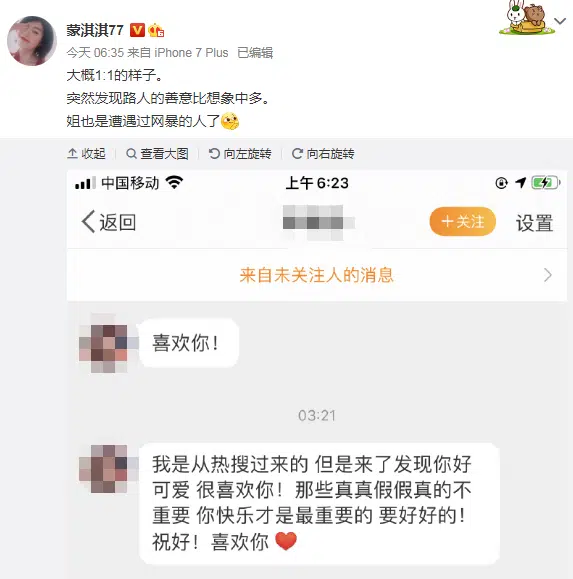 蒙淇淇77
今天 06:35 来自 iPhone 7 Plus 已编辑
大概1:1的样子。
突然发现路人的善意比想象中多。
姐也是遭遇过网暴的人了
收起 查看大图 向左旋转 向右旋转
中国移动 上午 6:23
返回 +关注 设置
来自未关注人的消息
喜欢你！
03:21
我是从热搜过来的 但是来了发现你好
可爱 很喜欢你！那些真真假假真的不
重要 你快乐才是最重要的 要好好的！
祝好！喜欢你 ❤️